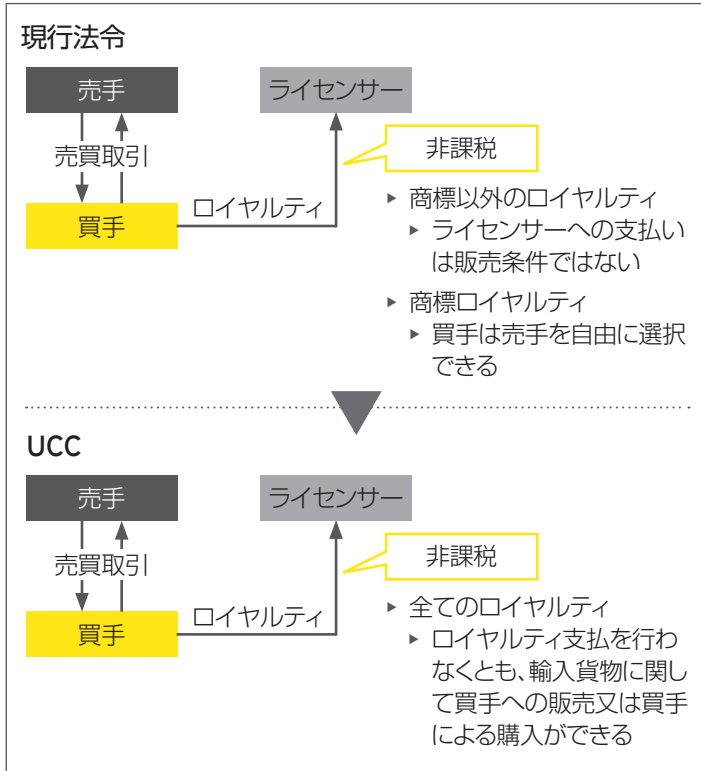 現行法令
売手
ライセンサー
売買取引
非課税
ロイヤルティ
買手
▶ 商標以外のロイヤルティ
▶ ライセンサーへの支払い
は販売条件ではない
▶ 商標ロイヤルティ
▶ 買手は売手を自由に選択
できる
UCC
売手
ライセンサー
売買取引
非課税
ロイヤルティ
買手
▶ 全てのロイヤルティ
▶ ロイヤルティ支払を行わ
なくとも、輸入貨物に関し
て買手への販売又は買手
による購入ができる